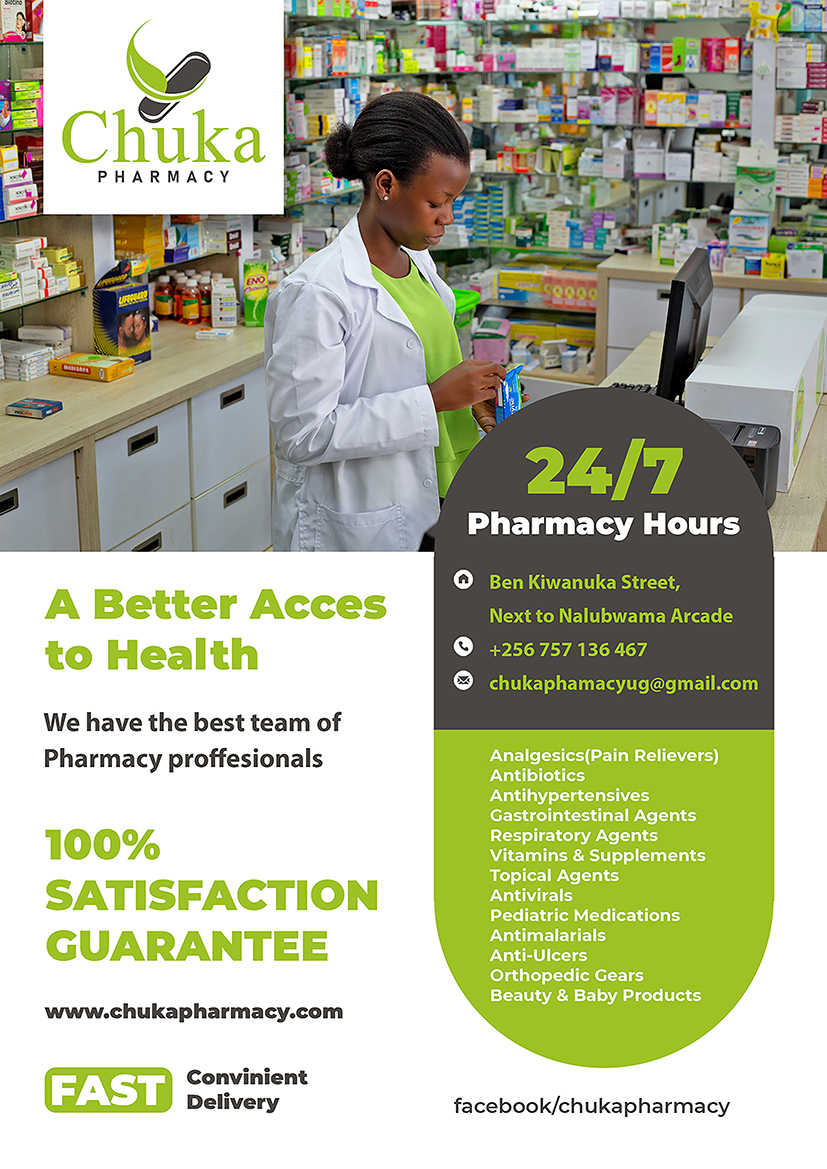 Chuka
PHARMACY
ENO
LIFEGUARD
MEDISAFE
24/7
Pharmacy Hours
Ben Kiwanuka Street,
Next to Nalubwama Arcade
+256 757 136 467
chukaphamacyug@gmail.com
A Better Acces
to Health
We have the best team of
Pharmacy proffesionals
100%
SATISFACTION
GUARANTEE
www.chukapharmacy.com
FAST
Convinient
Delivery
Analgesics(Pain Relievers)
Antibiotics
Antihypertensives
Gastrointestinal Agents
Respiratory Agents
Vitamins & Supplements
Topical Agents
Antivirals
Pediatric Medications
Antimalarials
Anti-Ulcers
Orthopedic Gears
Beauty & Baby Products
facebook/chukapharmacy